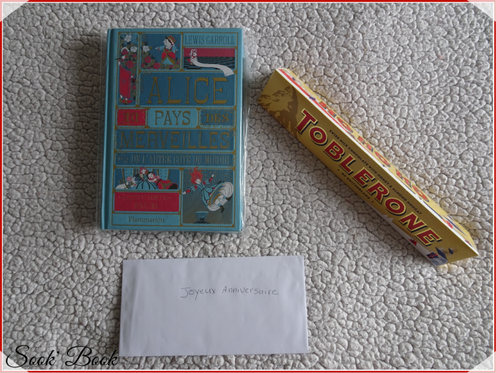 LEWIS CARROLL
ALICE
AU PAYS DES
MERVEILLES
Flammarion
TOBLERONE
Joyeux Anniversaire
Sook' Book